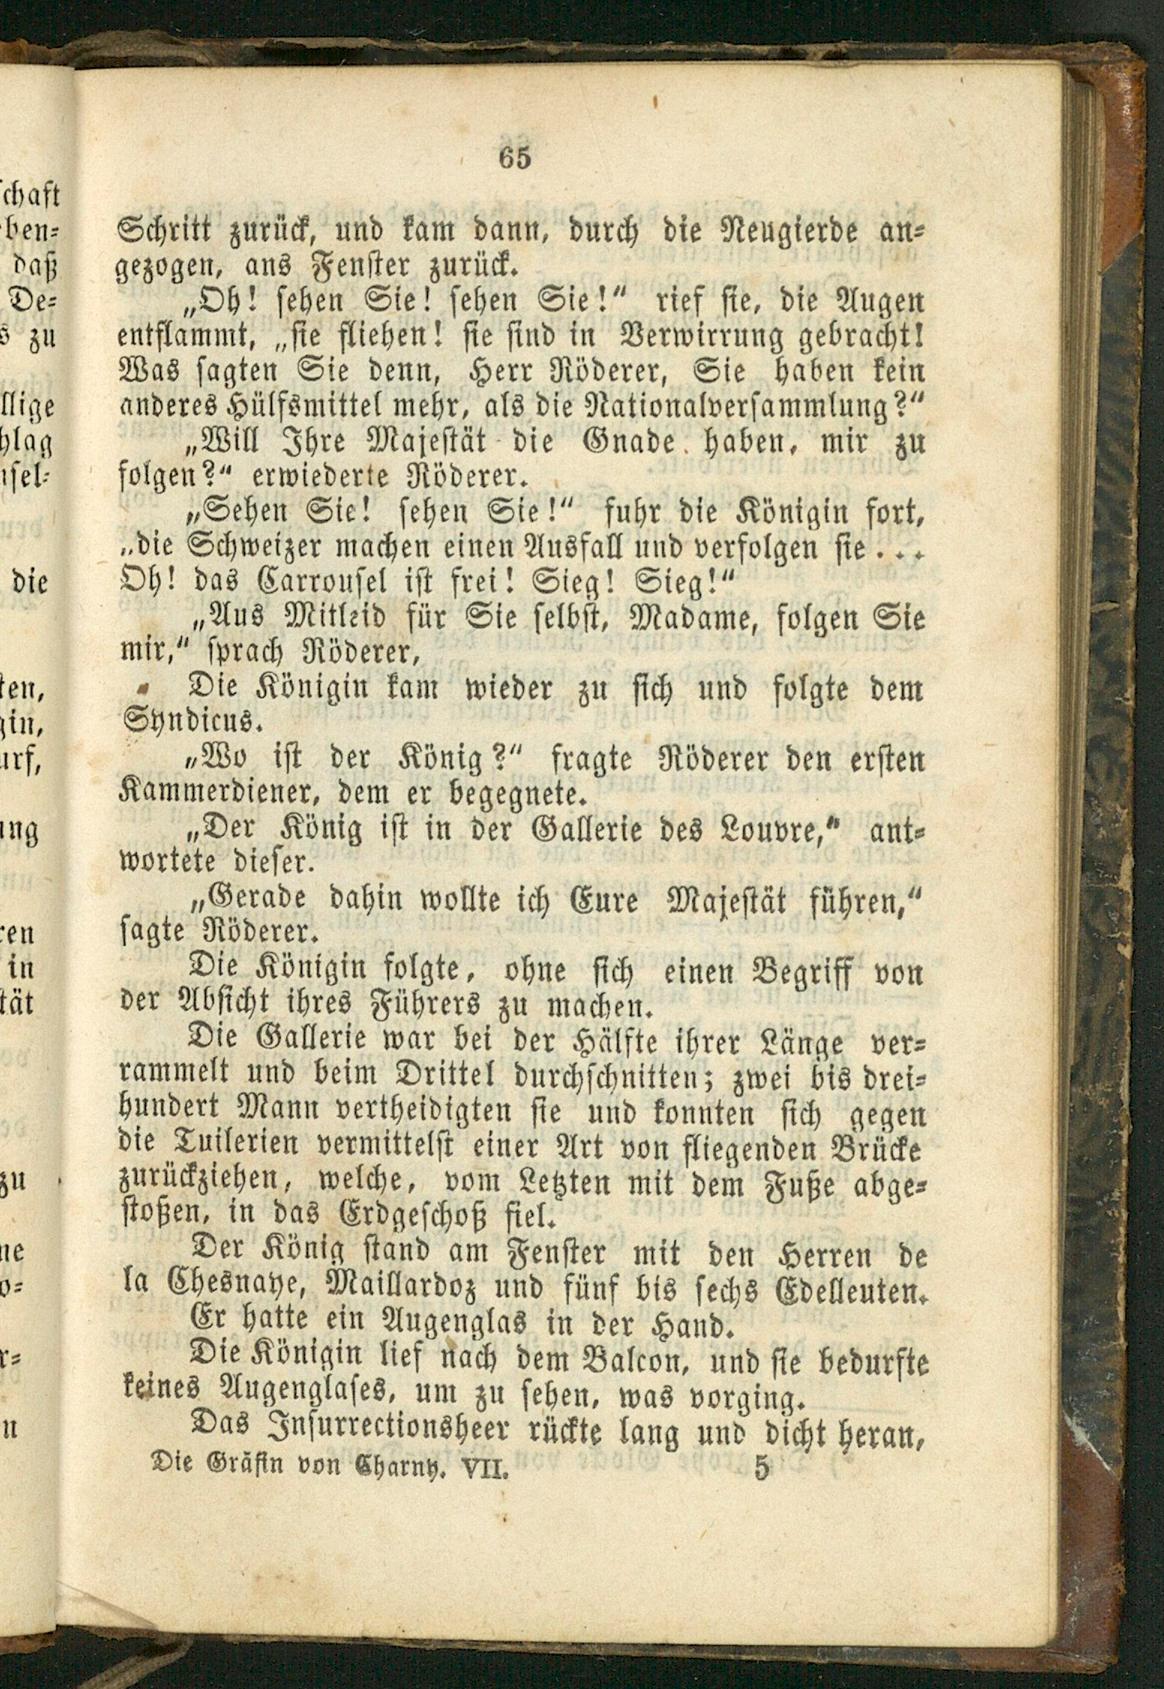 65
Schritt zurück, und kam dann, durch die Neugierde an-
gezogen, ans Fenster zurück.
„Oh! sehen Sie! sehen Sie!“ rief sie, die Augen
entflammt, „sie fliehen! sie sind in Verwirrung gebracht!
Was sagten Sie denn, Herr Röderer, Sie haben kein
anderes Hülfsmittel mehr, als die Nationalversammlung?“
„Will Ihre Majestät die Gnade haben, mir zu
folgen?“ erwiederte Röderer.
„Sehen Sie! sehen Sie!“ fuhr die Königin fort,
„die Schweizer machen einen Ausfall und verfolgen sie...
Oh! das Carrousel ist frei! Sieg! Sieg!“
„Aus Mitleid für Sie selbst, Madame, folgen Sie
mir,“ sprach Röderer,
Die Königin kam wieder zu sich und folgte dem
Syndicus.
„Wo ist der König?“ fragte Röderer den ersten
Kammerdiener, dem er begegnete.
„Der König ist in der Gallerie des Louvre,“ ant-
wortete dieser.
„Gerade dahin wollte ich Eure Majestät führen,“
sagte Röderer.
Die Königin folgte, ohne sich einen Begriff von
der Absicht ihres Führers zu machen.
Die Gallerie war bei der Hälfte ihrer Länge ver-
rammelt und beim Drittel durchschnitten; zwei bis drei-
hundert Mann vertheidigten sie und konnten sich gegen
die Tuilerien vermittelst einer Art von fliegenden Brücke
zurückziehen, welche, vom Letzten mit dem Fuße abge-
stoßen, in das Erdgeschoß fiel.
Der König stand am Fenster mit den Herren de
la Chesnaye, Maillardoz und fünf bis sechs Edelleuten.
Er hatte ein Augenglas in der Hand.
Die Königin lief nach dem Balcon, und sie bedurfte
keines Augenglases, um zu sehen, was vorging.
Das Insurrectionsheer rückte lang und dicht heran,
Die Gräfin von Charny. VII. 5